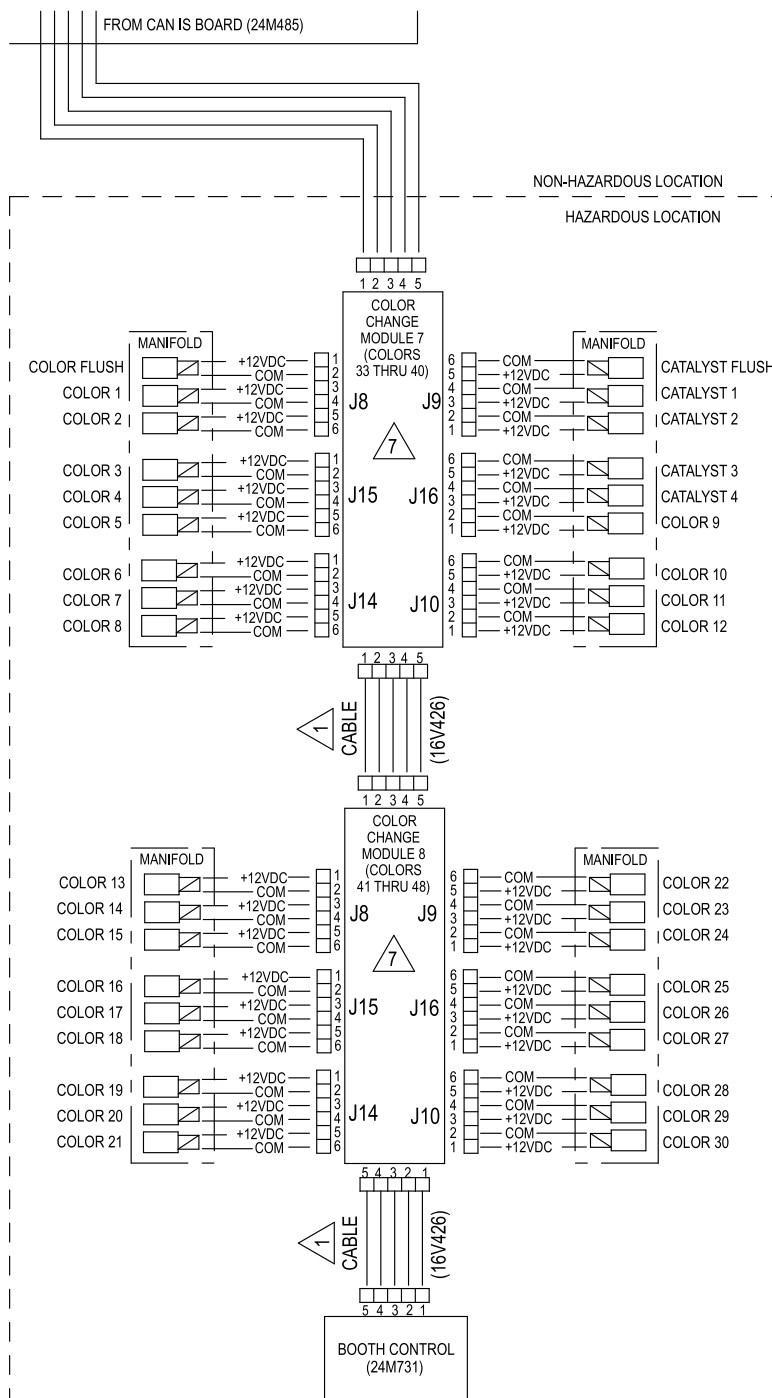 FROM CAN IS BOARD (24M485)
NON-HAZARDOUS LOCATION
HAZARDOUS LOCATION
1 2 3 4 5
COLOR
CHANGE
MODULE 7
(COLORS
33 THRU 40)
MANIFOLD MANIFOLD
COLOR FLUSH +12VDC 1 6 COM CATALYST FLUSH
COM 2 5 +12VDC
COLOR 1 +12VDC 3 4 COM CATALYST 1
COM 4 J8 J9 3 +12VDC
COLOR 2 +12VDC 5 2 COM CATALYST 2
COM 6 1 +12VDC
7
COLOR 3 +12VDC 1 6 COM CATALYST 3
COM 2 5 +12VDC
COLOR 4 +12VDC 3 J15 J16 4 COM CATALYST 4
COM 4 3 +12VDC
COLOR 5 +12VDC 5 2 COM COLOR 9
COM 6 1 +12VDC
COLOR 6 +12VDC 1 6 COM COLOR 10
COM 2 5 +12VDC
COLOR 7 +12VDC 3 J14 J10 4 COM COLOR 11
COM 4 3 +12VDC
COLOR 8 +12VDC 5 2 COM COLOR 12
COM 6 1 +12VDC
1 2 3 4 5
1 CABLE (16V426)
1 2 3 4 5
COLOR
CHANGE
MODULE 8
(COLORS
41 THRU 48)
MANIFOLD MANIFOLD
COLOR 13 +12VDC 1 6 COM COLOR 22
COM 2 5 +12VDC
COLOR 14 +12VDC 3 4 COM COLOR 23
COM 4 J8 J9 3 +12VDC
COLOR 15 +12VDC 5 2 COM COLOR 24
COM 6 1 +12VDC
7
COLOR 16 +12VDC 1 6 COM COLOR 25
COM 2 5 +12VDC
COLOR 17 +12VDC 3 J15 J16 4 COM COLOR 26
COM 4 3 +12VDC
COLOR 18 +12VDC 5 2 COM COLOR 27
COM 6 1 +12VDC
COLOR 19 +12VDC 1 6 COM COLOR 28
COM 2 5 +12VDC
COLOR 20 +12VDC 3 J14 J10 4 COM COLOR 29
COM 4 3 +12VDC
COLOR 21 +12VDC 5 2 COM COLOR 30
COM 6 1 +12VDC
5 4 3 2 1
1 CABLE (16V426)
5 4 3 2 1
BOOTH CONTROL
(24M731)